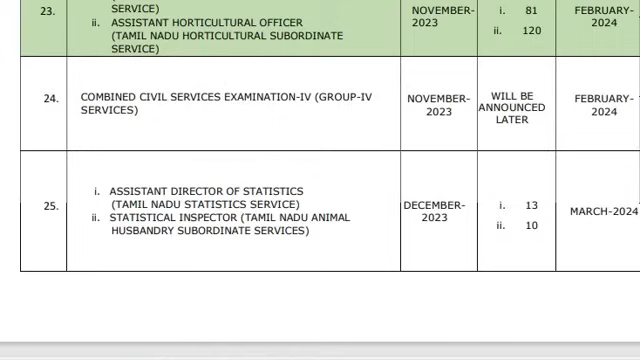 SERVICE)
23.
ii. ASSISTANT HORTICULTURAL OFFICER
(TAMIL NADU HORTICULTURAL SUBORDINATE
SERVICE)
NOVEMBER-
2023
i. 81
ii. 120
FEBRUARY-
2024
24.
COMBINED CIVIL SERVICES EXAMINATION-IV (GROUP-IV
SERVICES)
NOVEMBER-
2023
WILL BE
ANNOUNCED
LATER
FEBRUARY-
2024
25.
i. ASSISTANT DIRECTOR OF STATISTICS
(TAMIL NADU STATISTICS SERVICE)
ii. STATISTICAL INSPECTOR (TAMIL NADU ANIMAL
HUSBANDRY SUBORDINATE SERVICES)
DECEMBER-
2023
i. 13
ii. 10
MARCH-2024